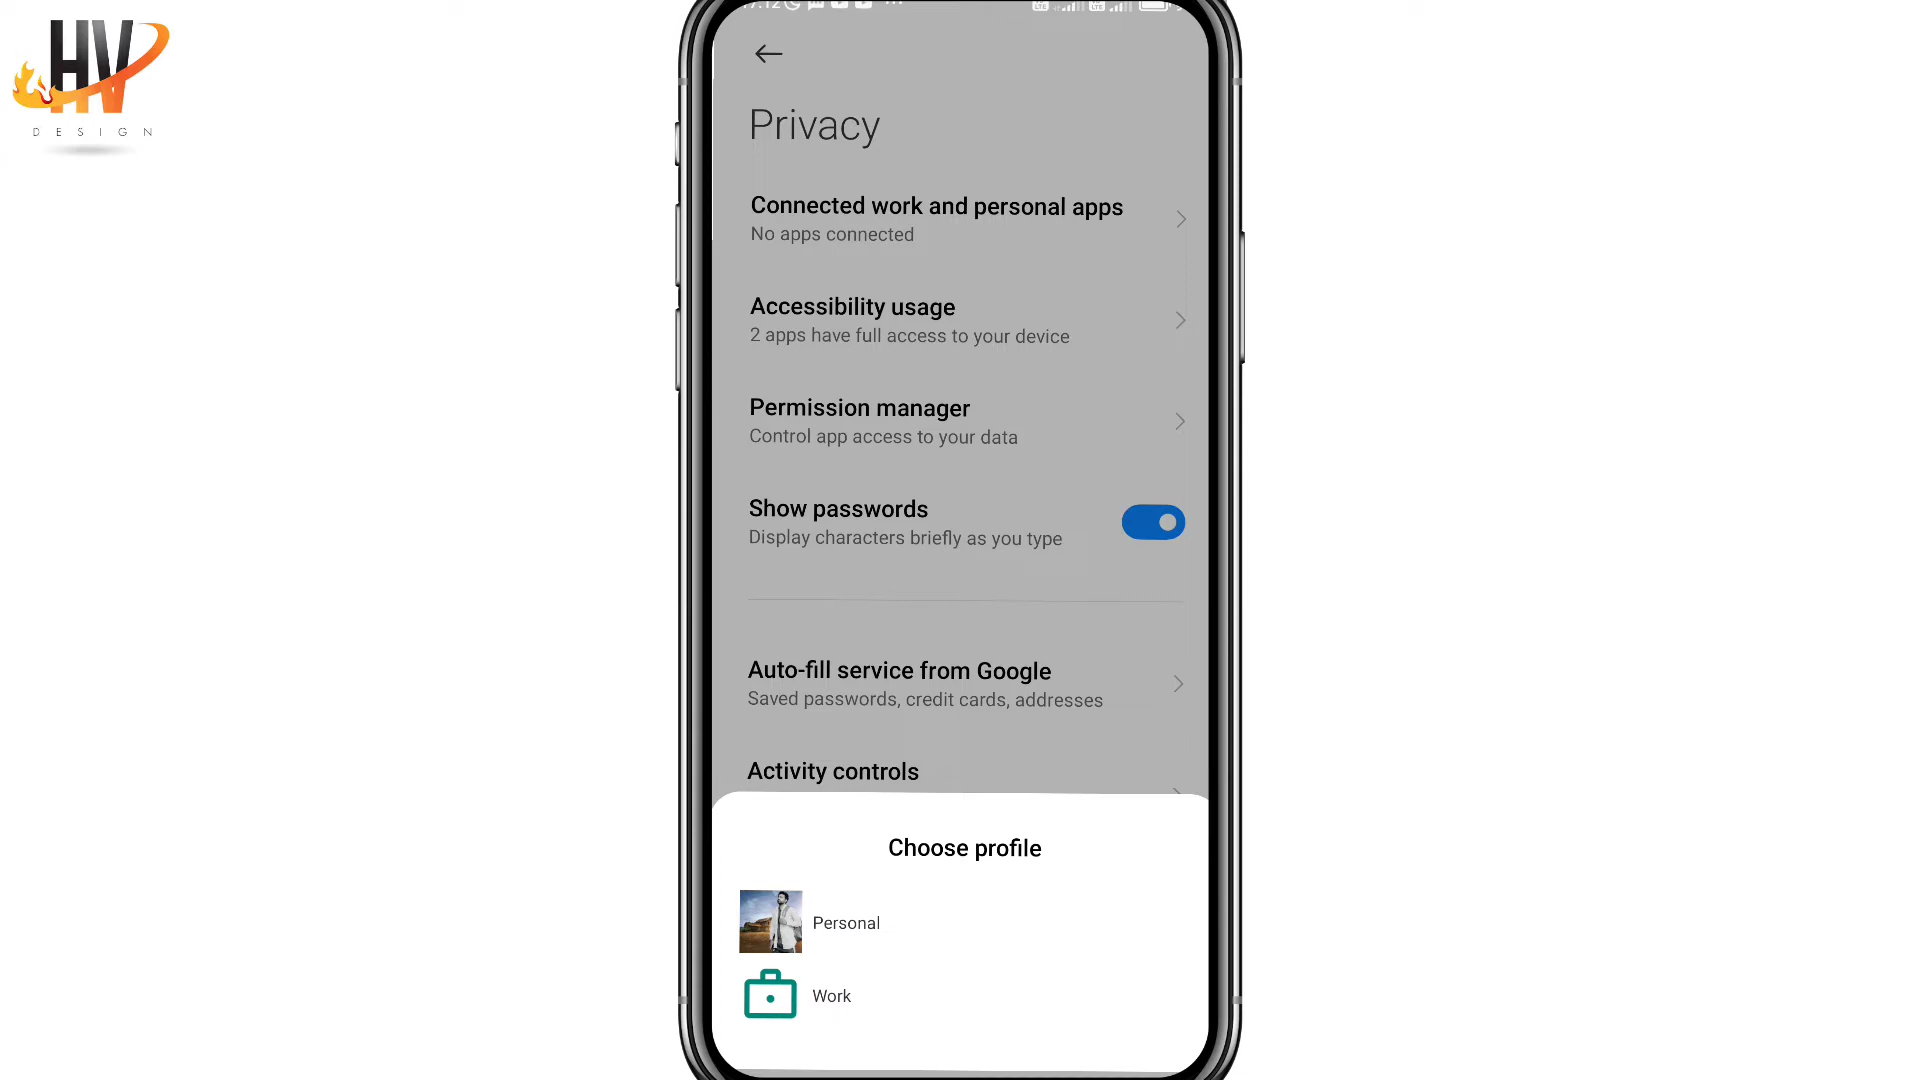 HV
DESIGN
Privacy
Connected work and personal apps
No apps connected
Accessibility usage
2 apps have full access to your device
Permission manager
Control app access to your data
Show passwords
Display characters briefly as you type
Auto-fill service from Google
Saved passwords, credit cards, addresses
Activity controls
Choose profile
Personal
Work